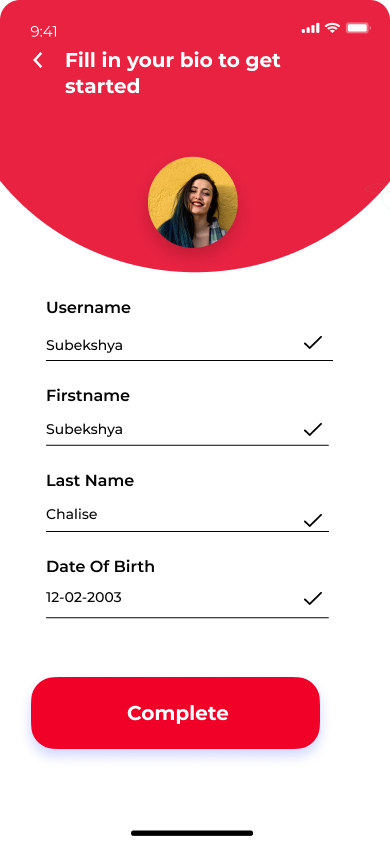 9:41
Fill in your bio to get
started
Username
Subekshya
Firstname
Subekshya
Last Name
Chalise
Date Of Birth
12-02-2003
Complete